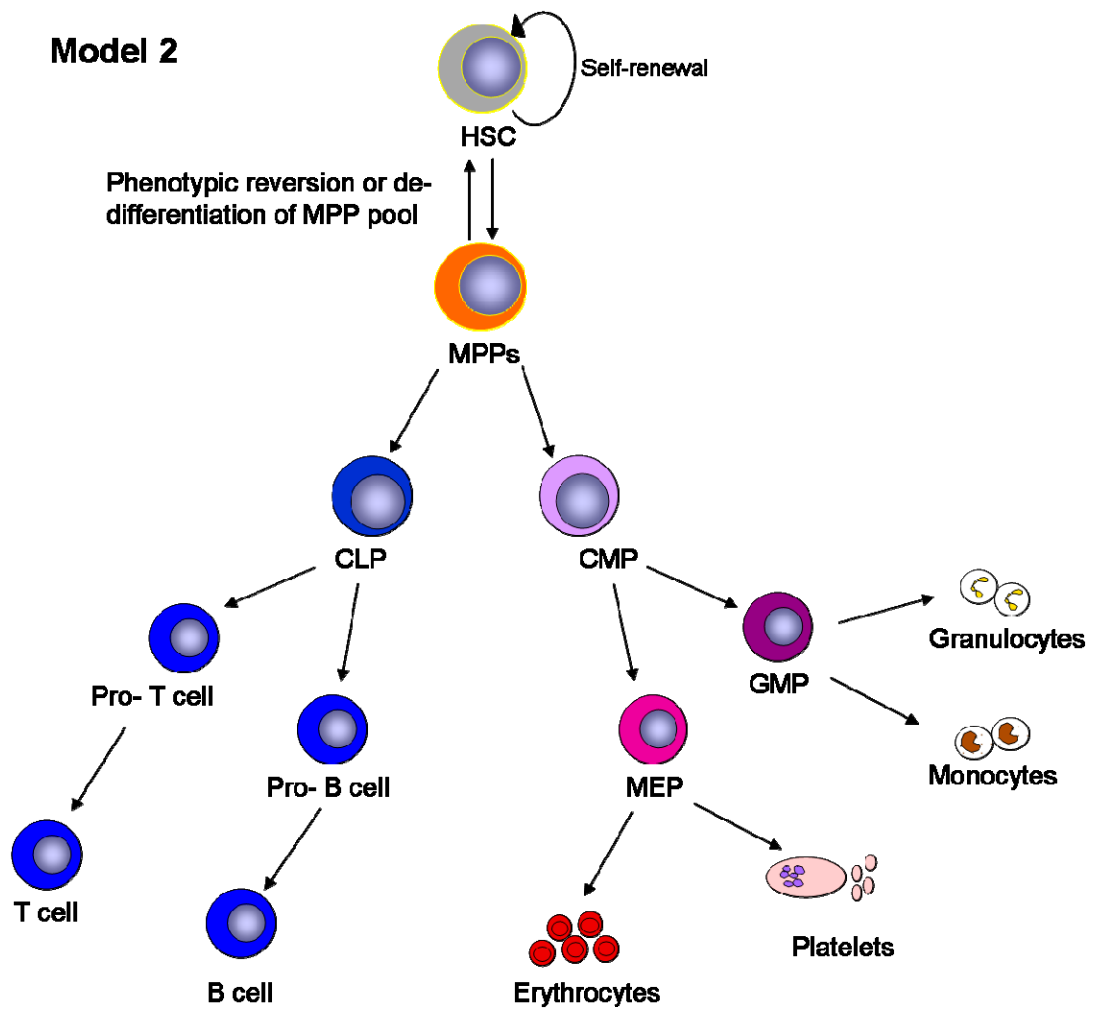 Model 2
Self-renewal
HSC
Phenotypic reversion or de-
differentiation of MPP pool
MPPs
CLP
CMP
Granulocytes
Pro- T cell
GMP
Pro- B cell
MEP
Monocytes
T cell
Platelets
B cell
Erythrocytes